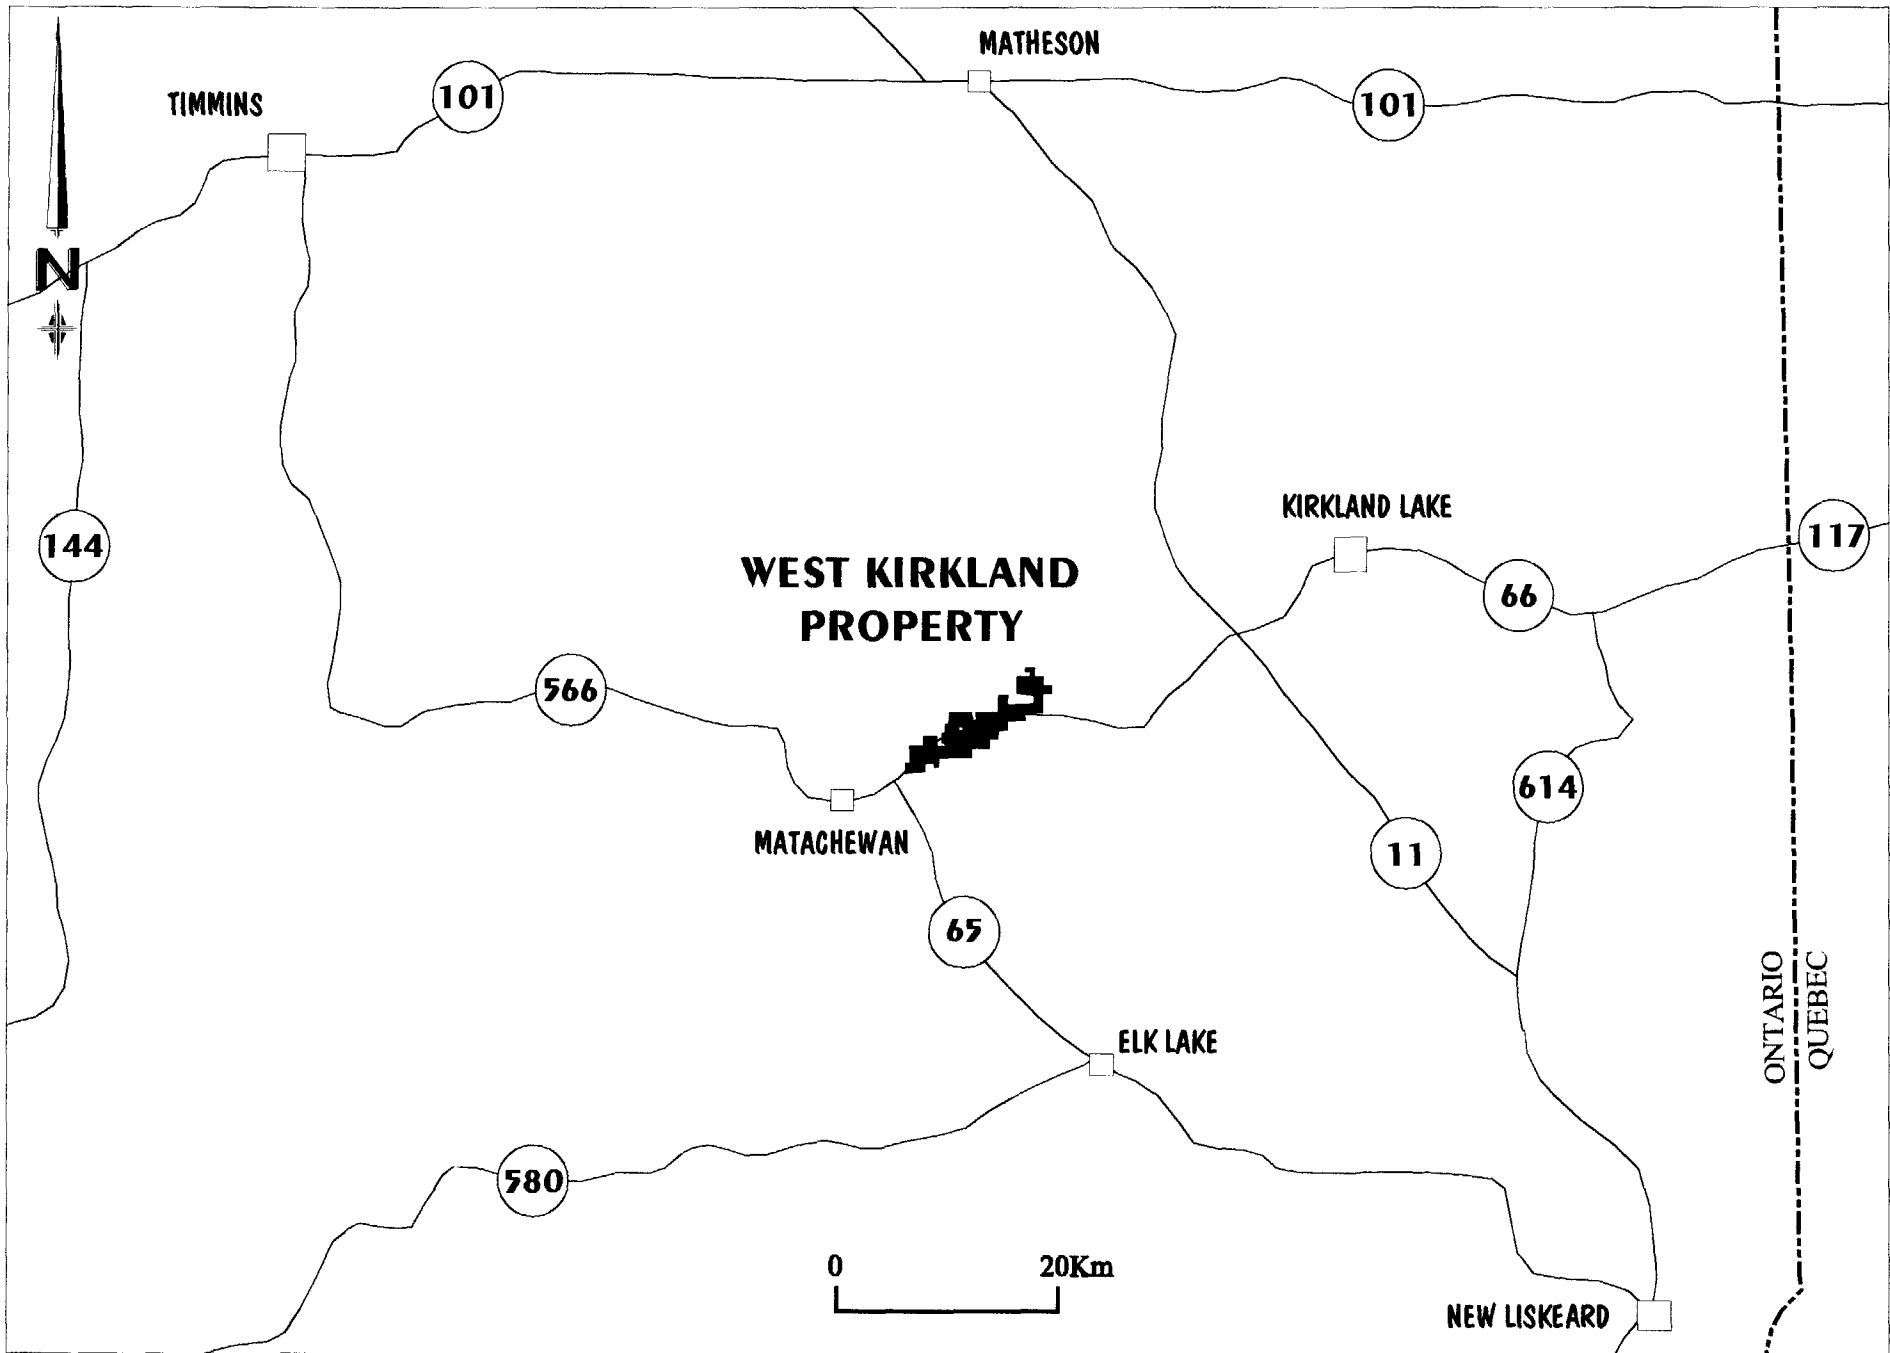 MATHESON
TIMMINS
101
101
N
KIRKLAND LAKE
144
117
WEST KIRKLAND
PROPERTY
66
566
614
MATACHEWAN
11
65
ONTARIO
QUEBEC
ELK LAKE
580
0 20Km
NEW LISKEARD